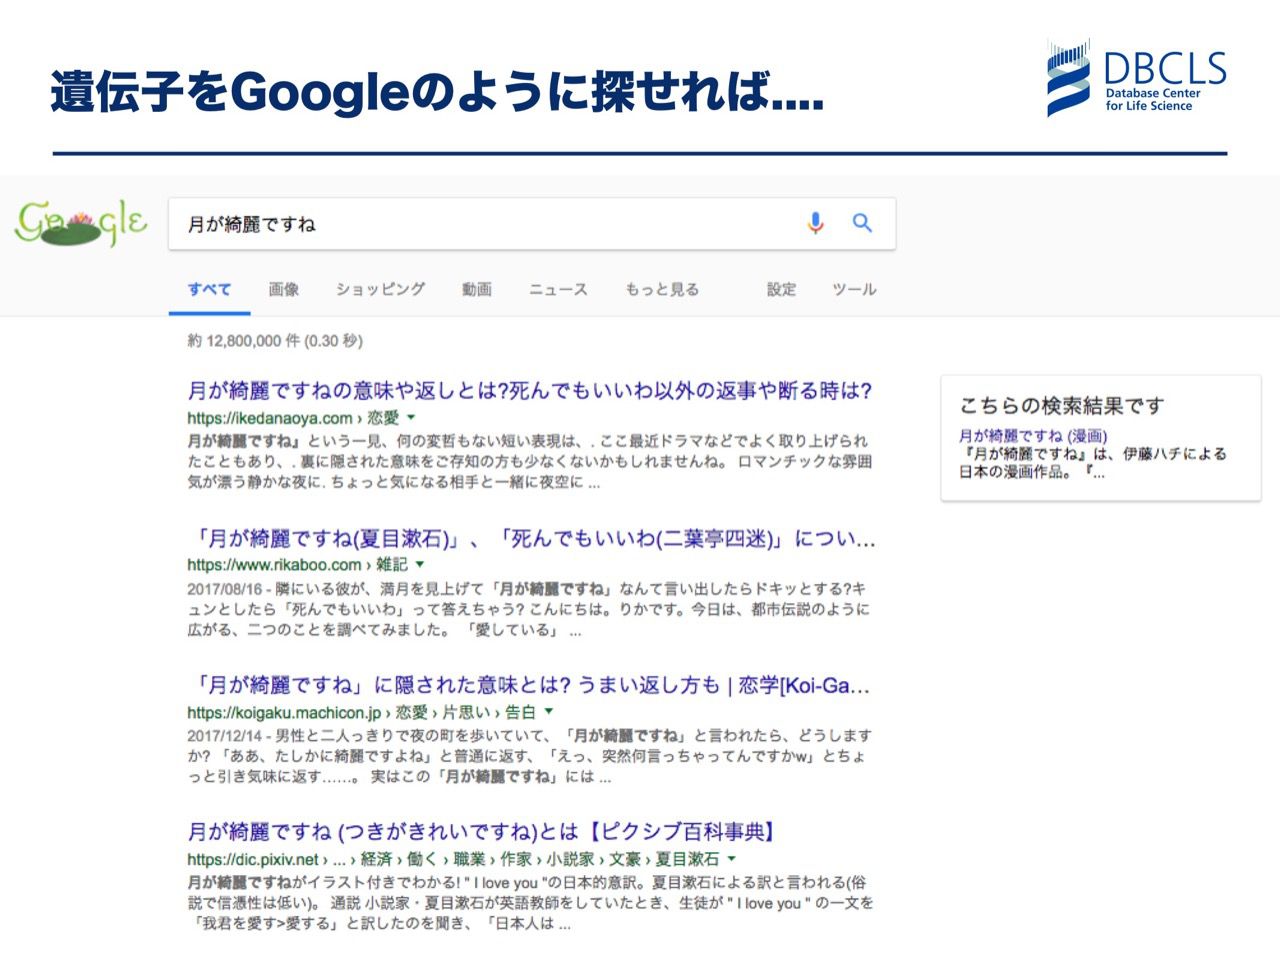 遺伝子をGoogleのように探せれば....
DBCLS
Database Center
for Life Science
Google
月が綺麗ですね
すべて 画像 ショッピング 動画 ニュース もっと見る 設定 ツール
約 12,800,000 件 (0.30 秒)
月が綺麗ですねの意味や返しとは?死んでもいいわ以外の返事や断る時は?
https://ikedanaoya.com › 恋愛
月が綺麗ですね』という一見、何の変哲もない短い表現は、. ここ最近ドラマなどでよく取り上げられ
たこともあり、. 裏に隠された意味をご存知の方も少なくないかもしれませんね。 ロマンチックな雰囲
気が漂う静かな夜に. ちょっと気になる相手と一緒に夜空に ...
「月が綺麗ですね(夏目漱石)」、「死んでもいいわ(二葉亭四迷)」につい...
https://www.rikaboo.com › 雑記
2017/08/16 - 隣にいる彼が、満月を見上げて「月が綺麗ですね」なんて言い出したらドキッとする?キ
ュンとしたら「死んでもいいわ」って答えちゃう? こんにちは。りかです。今日は、都市伝説のように
広がる、二つのことを調べてみました。 「愛している」 ...
「月が綺麗ですね」に隠された意味とは? うまい返し方も | 恋学[Koi-Ga...
https://koigaku.machicon.jp › 恋愛 › 片思い › 告白
2017/12/14 - 男性と二人っきりで夜の町を歩いていて、「月が綺麗ですね」と言われたら、どうします
か? 「ああ、たしかに綺麗ですよね」と普通に返す、「えっ、突然何言っちゃってんですかw」とちょ
っと引き気味に返す……。 実はこの「月が綺麗ですね」には ...
月が綺麗ですね (つきがきれいですね)とは【ピクシブ百科事典】
https://dic.pixiv.net › ... › 経済 › 働く › 職業 › 作家 › 小説家 › 文豪 › 夏目漱石
月が綺麗ですねがイラスト付きでわかる! " I love you "の日本的意訳。夏目漱石による訳と言われる(俗
説で信憑性は低い)。 通説 小説家・夏目漱石が英語教師をしていたとき、生徒が " I love you " の一文を
「我君を愛す>愛する」と訳したのを聞き、「日本人は ...
こちらの検索結果です
月が綺麗ですね (漫画)
『月が綺麗ですね』は、伊藤ハチによる
日本の漫画作品。『...